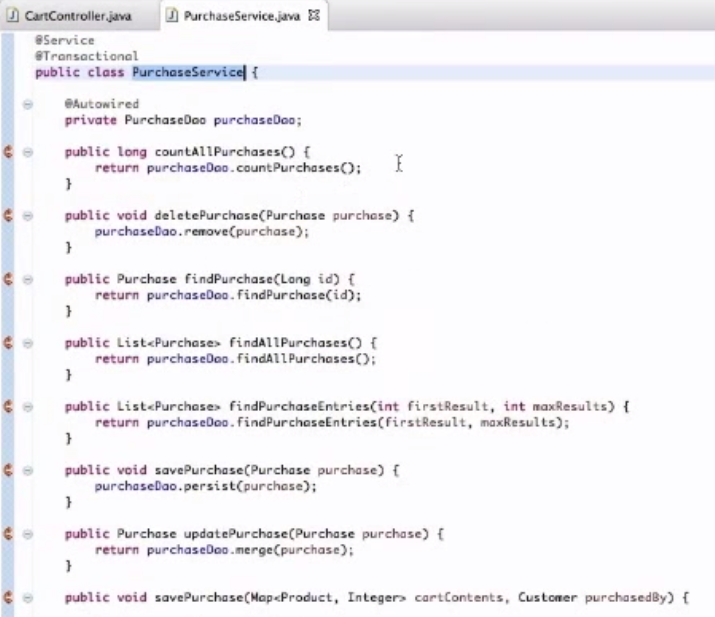 CartController.java
PurchaseService.java
@Service
@Transactional
public class PurchaseService {
@Autowired
private PurchaseDao purchaseDao;
public long countAllPurchases() {
return purchaseDao.countPurchases();
}
public void deletePurchase(Purchase purchase) {
purchaseDao.remove(purchase);
}
public Purchase findPurchase(Long id) {
return purchaseDao.findPurchase(id);
}
public List<Purchase> findAllPurchases() {
return purchaseDao.findAllPurchases();
}
public List<Purchase> findPurchaseEntries(int firstResult, int maxResults) {
return purchaseDao.findPurchaseEntries(firstResult, maxResults);
}
public void savePurchase(Purchase purchase) {
purchaseDao.persist(purchase);
}
public Purchase updatePurchase(Purchase purchase) {
return purchaseDao.merge(purchase);
}
public void savePurchase(Map<Product, Integer> cartContents, Customer purchasedBy) {